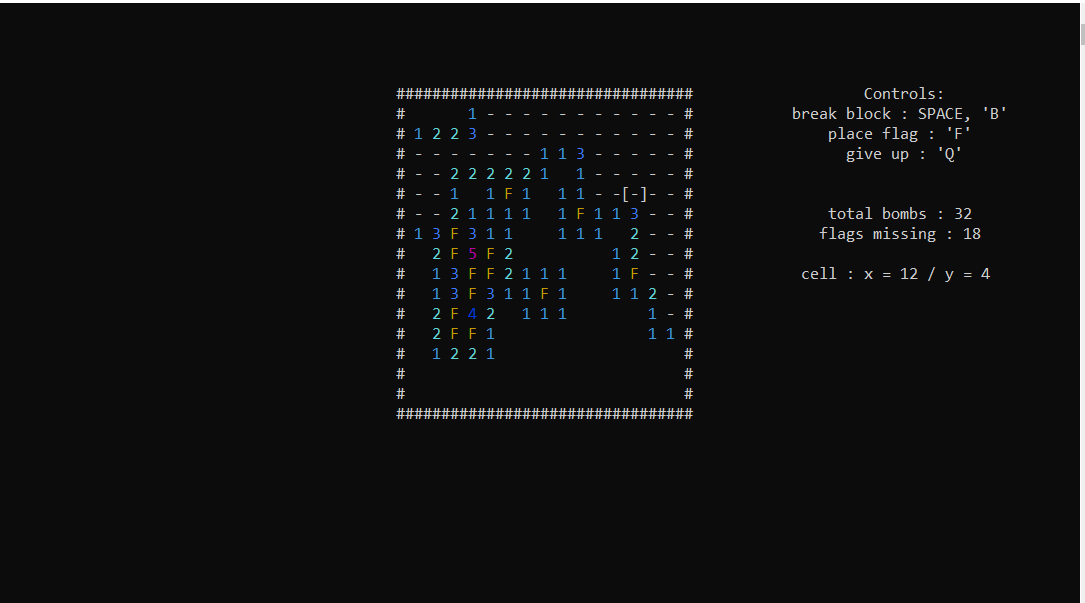 #################################
Controls:
#       1 - - - - - - - - - - - #
break block : SPACE, 'B'
# 1 2 2 3 - - - - - - - - - - - #
place flag : 'F'
# - - - - - - - 1 1 3 - - - - - #
give up : 'Q'
# - - 2 2 2 2 2 1   1 - - - - - #
# - - 1   1 F 1   1 1 - -[-]- - #
# - - 2 1 1 1 1   1 F 1 1 3 - - #
total bombs : 32
# 1 3 F 3 1 1     1 1 1   2 - - #
flags missing : 18
#   2 F 5 F 2           1 2 - - #
#   1 3 F F 2 1 1 1     1 F - - #
cell : x = 12 / y = 4
#   1 3 F 3 1 1 F 1     1 1 2 - #
#   2 F 4 2   1 1 1         1 - #
#   2 F F 1                 1 1 #
#   1 2 2 1                     #
#                               #
#                               #
#################################